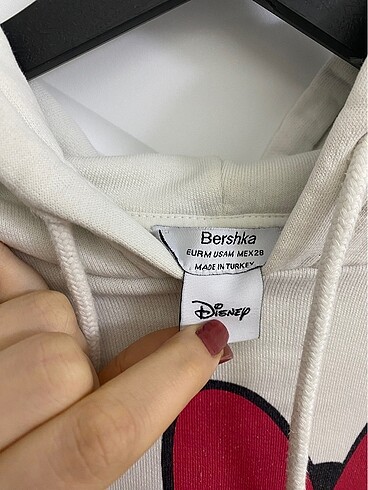 Bershka
EUR M USA M MEX 28
MADE IN TURKEY
Disney